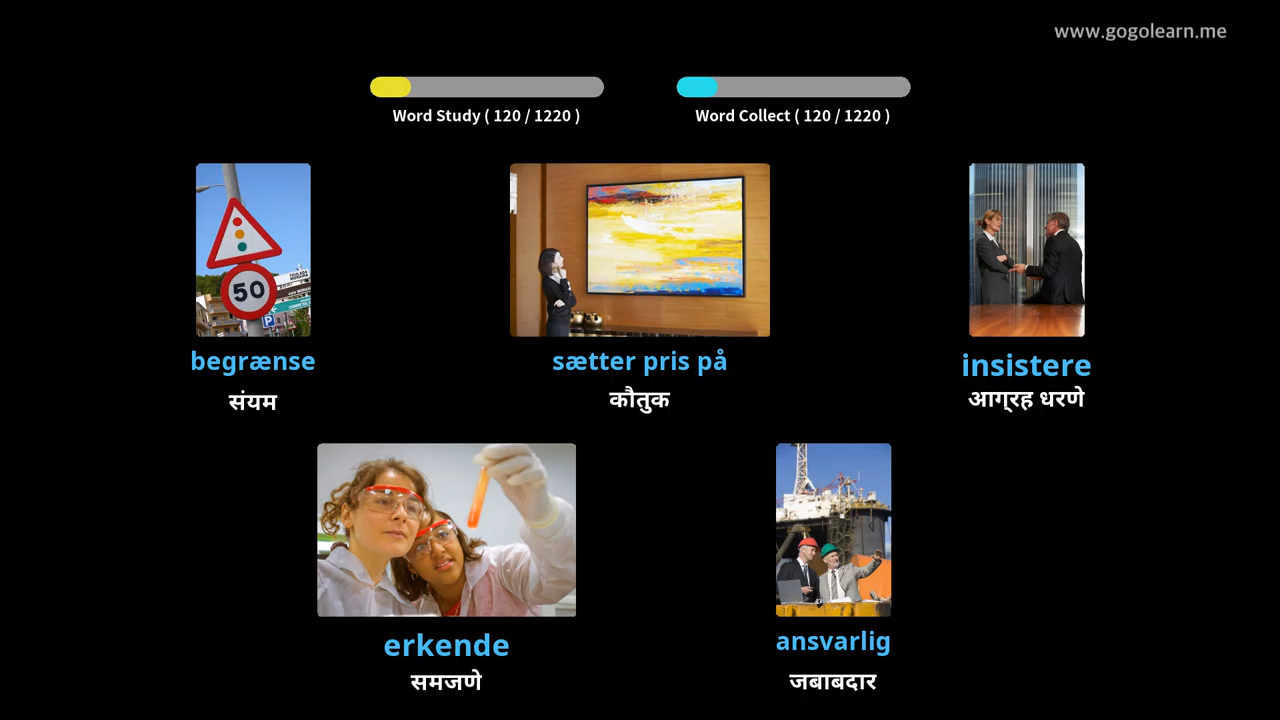 www.gogolearn.me
Word Study ( 120 / 1220 )
Word Collect ( 120 / 1220 )
50
P
begrænse
संयम
sætter pris på
कौतुक
insistere
आग्रह धरणे
erkende
समजणे
ansvarlig
जबाबदार